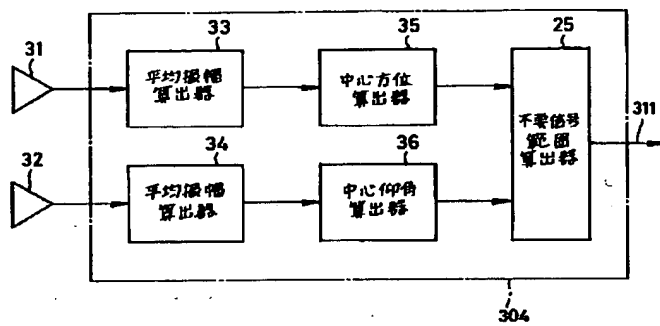 31
33
平均振幅
算出器
35
中心方位
算出器
25
不要信号
範囲
算出器
311
32
34
平均振幅
算出器
36
中心仰角
算出器
304